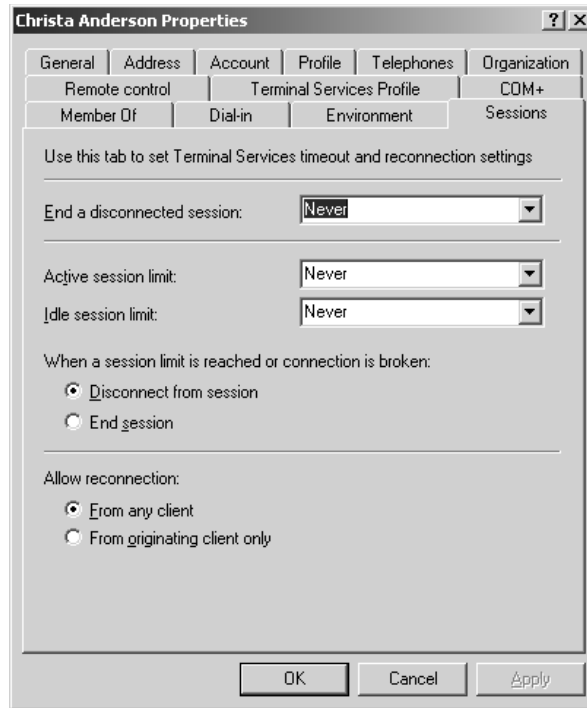 Christa Anderson Properties
General Address Account Profile Telephones Organization
Remote control Terminal Services Profile COM+
Member Of Dial-in Environment Sessions
Use this tab to set Terminal Services timeout and reconnection settings
End a disconnected session: Never
Active session limit: Never
Idle session limit: Never
When a session limit is reached or connection is broken:
Disconnect from session
End session
Allow reconnection:
From any client
From originating client only
OK Cancel Apply